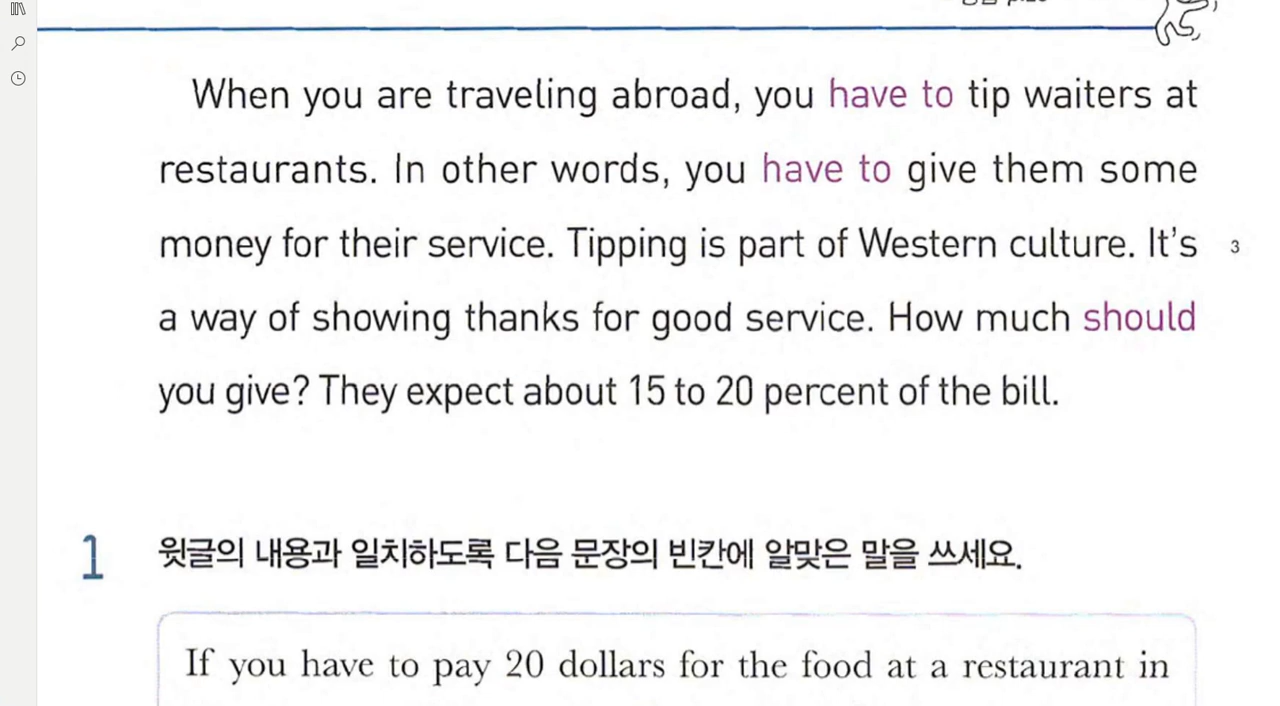 When you are traveling abroad, you have to tip waiters at
restaurants. In other words, you have to give them some
money for their service. Tipping is part of Western culture. It's 3
a way of showing thanks for good service. How much should
you give? They expect about 15 to 20 percent of the bill.
1 윗글의 내용과 일치하도록 다음 문장의 빈칸에 알맞은 말을 쓰세요.
If you have to pay 20 dollars for the food at a restaurant in